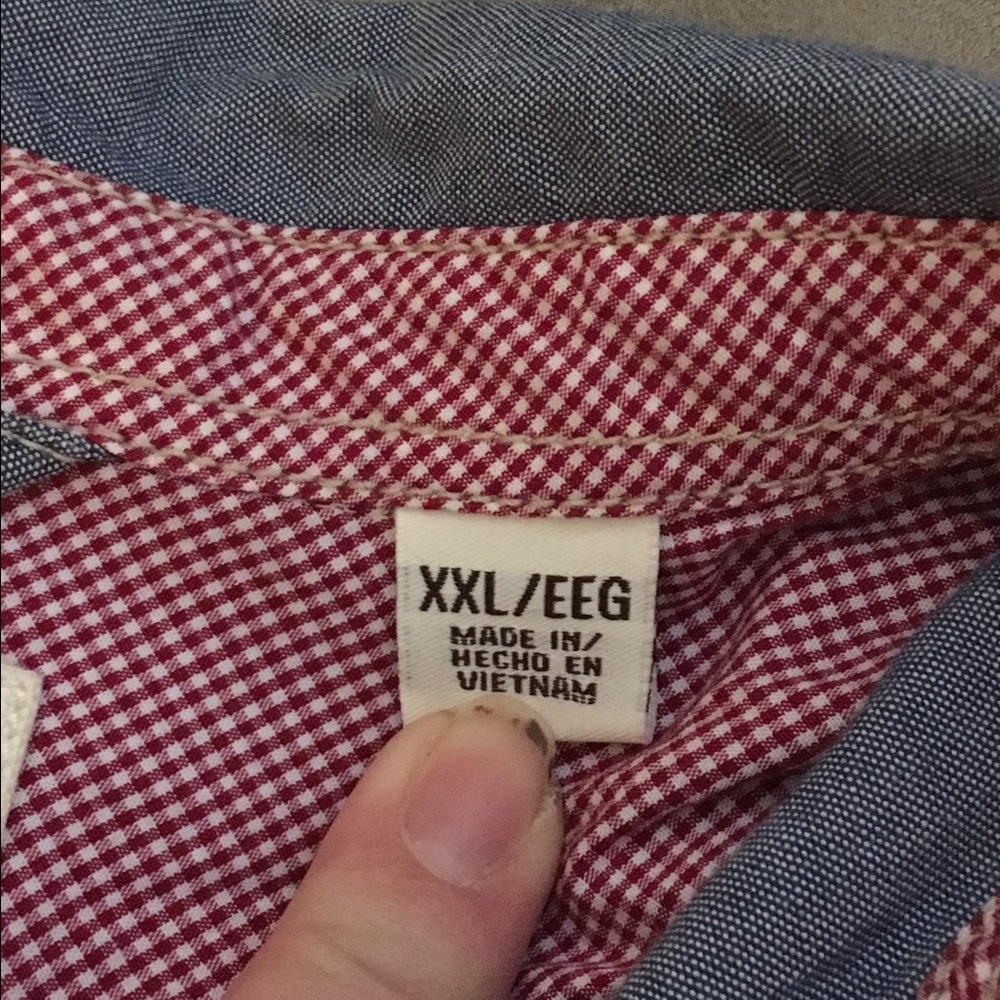 XXL/EEG
MADE IN/
HECHO EN
VIETNAM